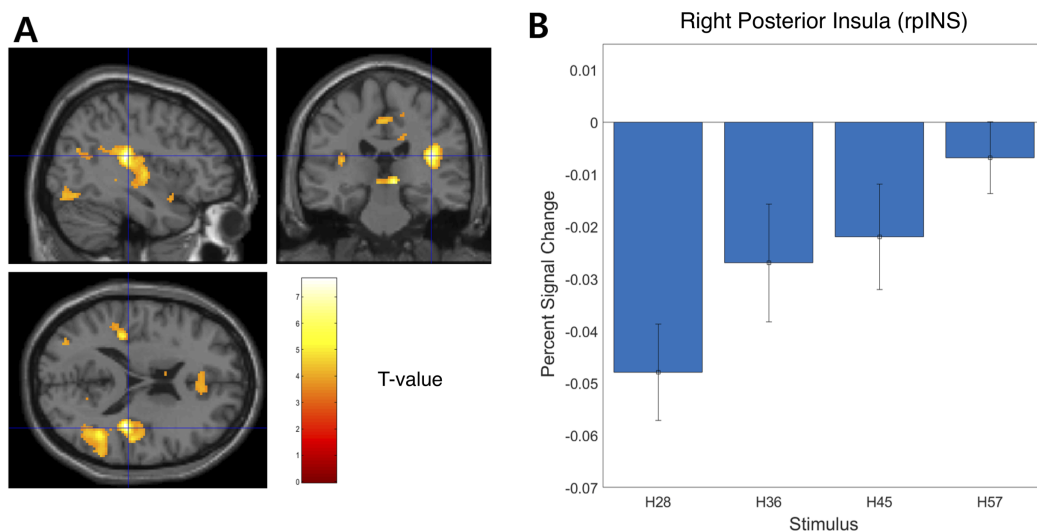 A
7
6
5
4
3
2
1
0
T-value
B
Right Posterior Insula (rpINS)
Percent Signal Change
0.01
0
-0.01
-0.02
-0.03
-0.04
-0.05
-0.06
-0.07
H28 H36 H45 H57
Stimulus